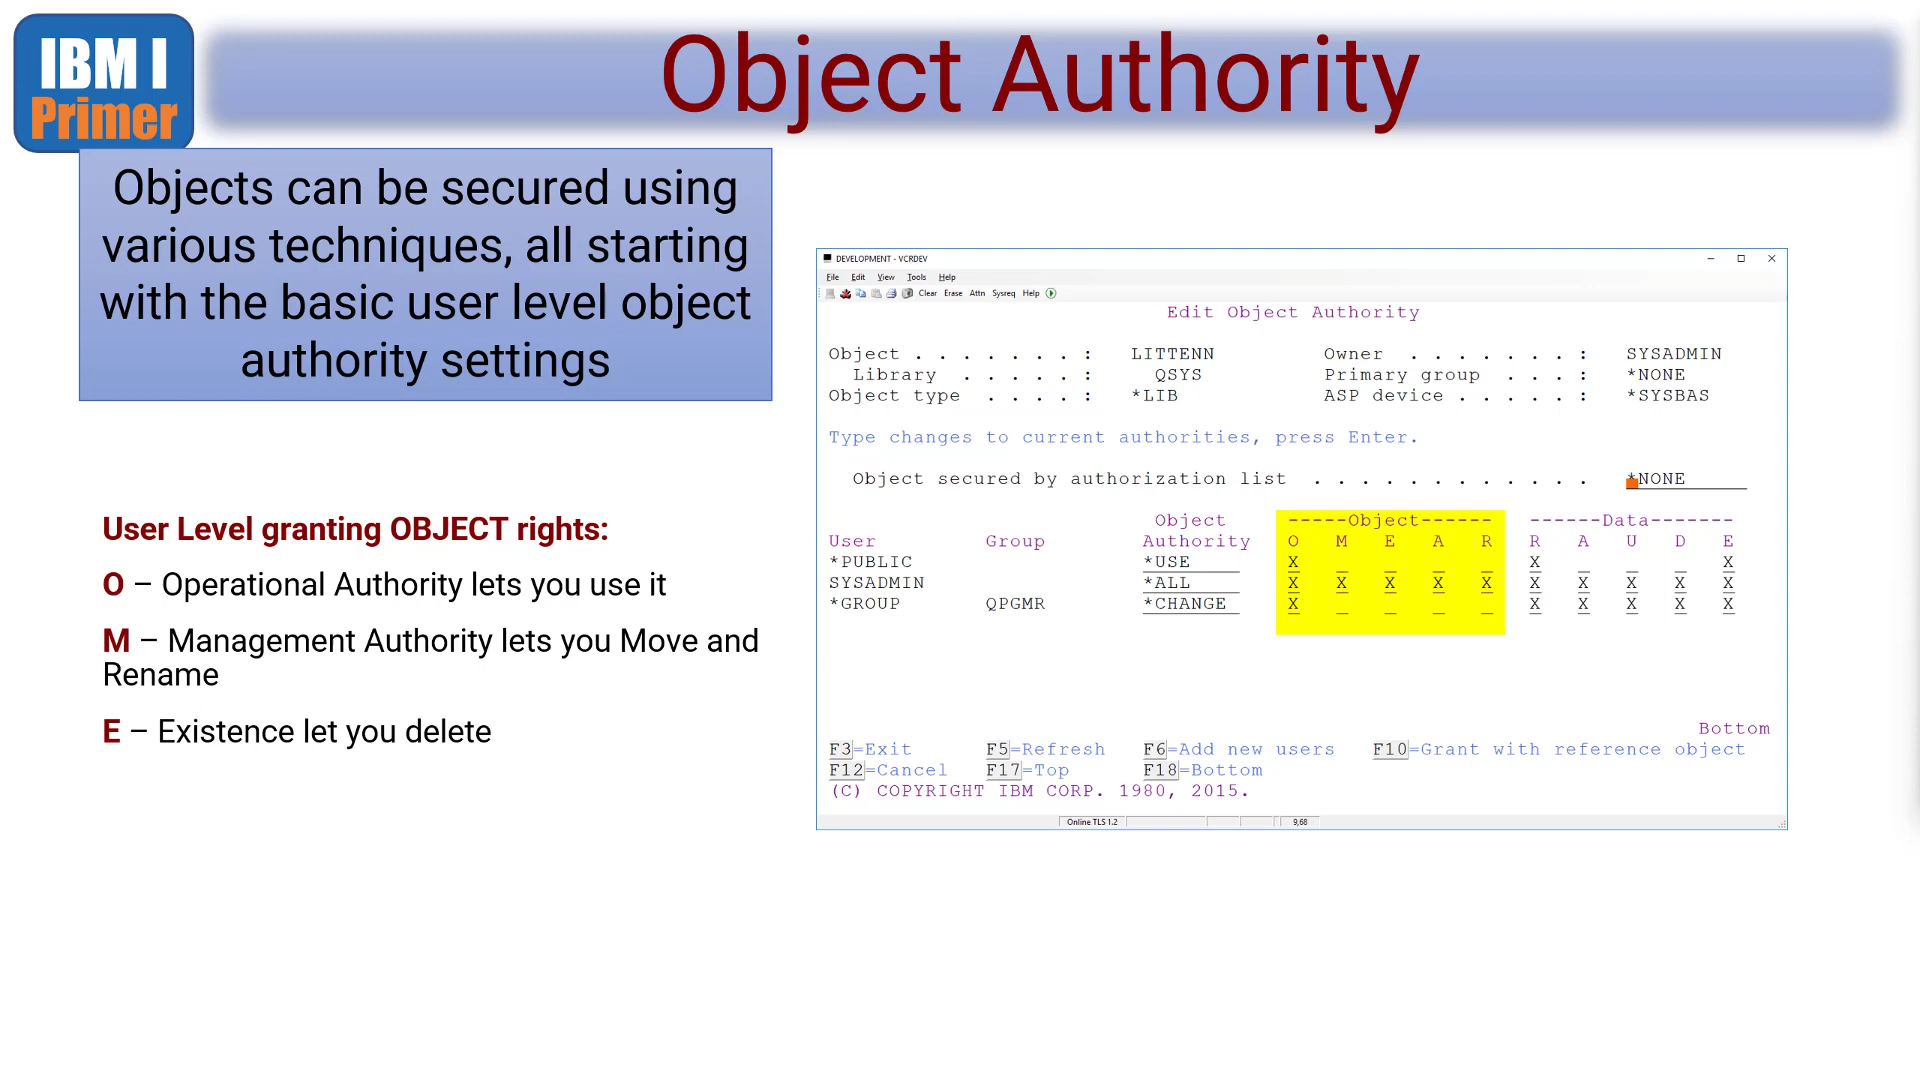 IBM I
Primer
Object Authority
Objects can be secured using
various techniques, all starting
with the basic user level object
authority settings
User Level granting OBJECT rights:
O – Operational Authority lets you use it
M – Management Authority lets you Move and
Rename
E – Existence let you delete
DEVELOPMENT - VCRDEV
File Edit View Tools Help
Clear Erase Attn Sysreq Help
Edit Object Authority
Object . . . . . . . : LITTENN Owner . . . . . . . : SYSADMIN
Library . . . . . : QSYS Primary group . . . : *NONE
Object type . . . . : *LIB ASP device . . . . . : *SYSBAS
Type changes to current authorities, press Enter.
Object secured by authorization list . . . . . . . . . . . . *NONE
Object -----Object------ ------Data-------
User Group Authority O M E A R R A U D E
*PUBLIC *USE X _ _ _ _ X _ _ _ X
SYSADMIN *ALL X X X X X X X X X X
*GROUP QPGMR *CHANGE X _ _ _ _ X X X X X
Bottom
F3=Exit F5=Refresh F6=Add new users F10=Grant with reference object
F12=Cancel F17=Top F18=Bottom
(C) COPYRIGHT IBM CORP. 1980, 2015.
Online TLS 1.2 9,68